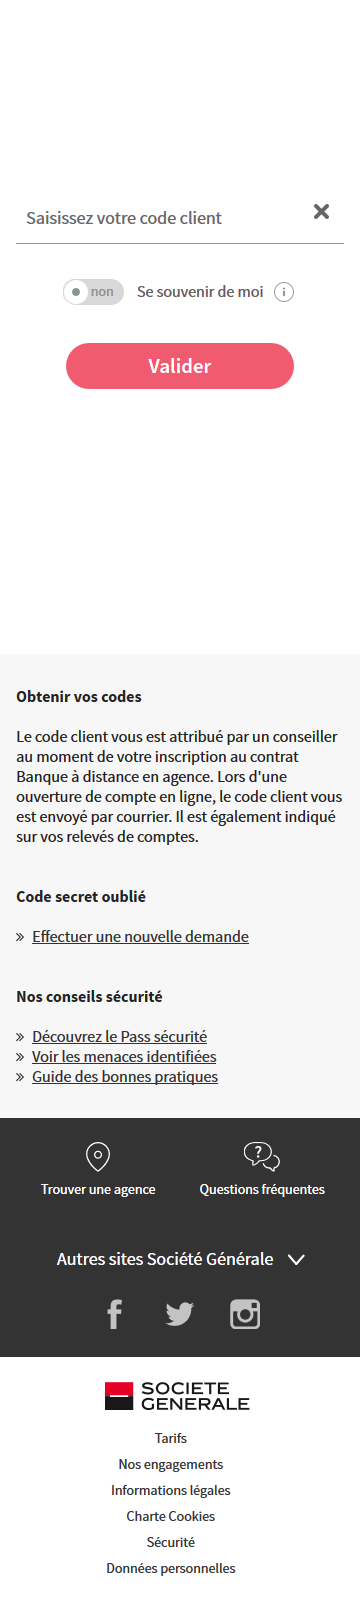 Saisissez votre code client
non
Se souvenir de moi
i
Valider
Obtenir vos codes
Le code client vous est attribué par un conseiller
au moment de votre inscription au contrat
Banque à distance en agence. Lors d'une
ouverture de compte en ligne, le code client vous
est envoyé par courrier. Il est également indiqué
sur vos relevés de comptes.
Code secret oublié
» Effectuer une nouvelle demande
Nos conseils sécurité
» Découvrez le Pass sécurité
» Voir les menaces identifiées
» Guide des bonnes pratiques
?
Trouver une agence
Questions fréquentes
Autres sites Société Générale
SOCIETE
GENERALE
Tarifs
Nos engagements
Informations légales
Charte Cookies
Sécurité
Données personnelles